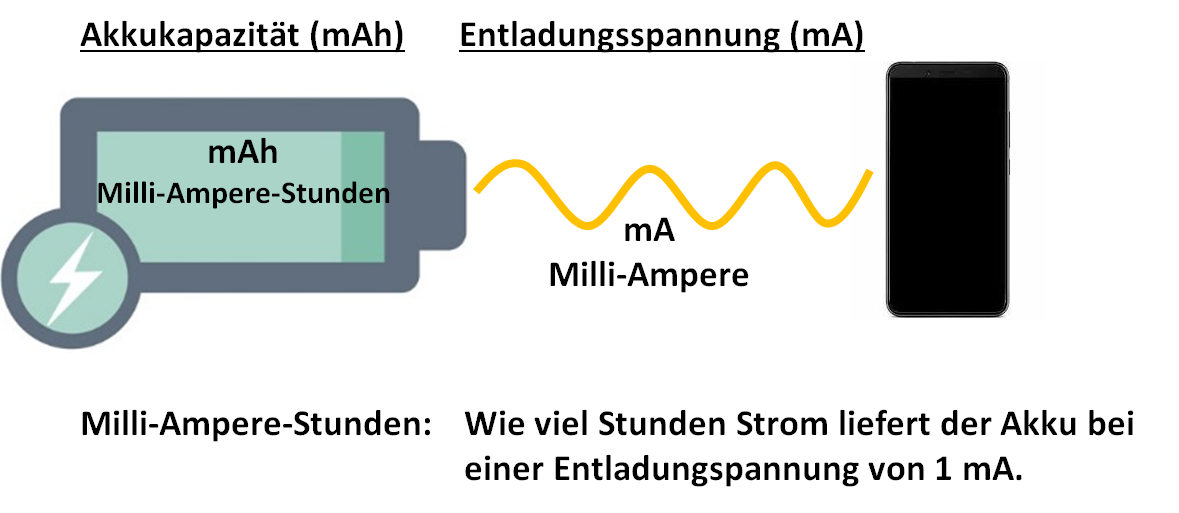 Akkukapazität (mAh) Entladungsspannung (mA)
mAh
Milli-Ampere-Stunden
mA
Milli-Ampere
Milli-Ampere-Stunden: Wie viel Stunden Strom liefert der Akku bei
einer Entladungspannung von 1 mA.